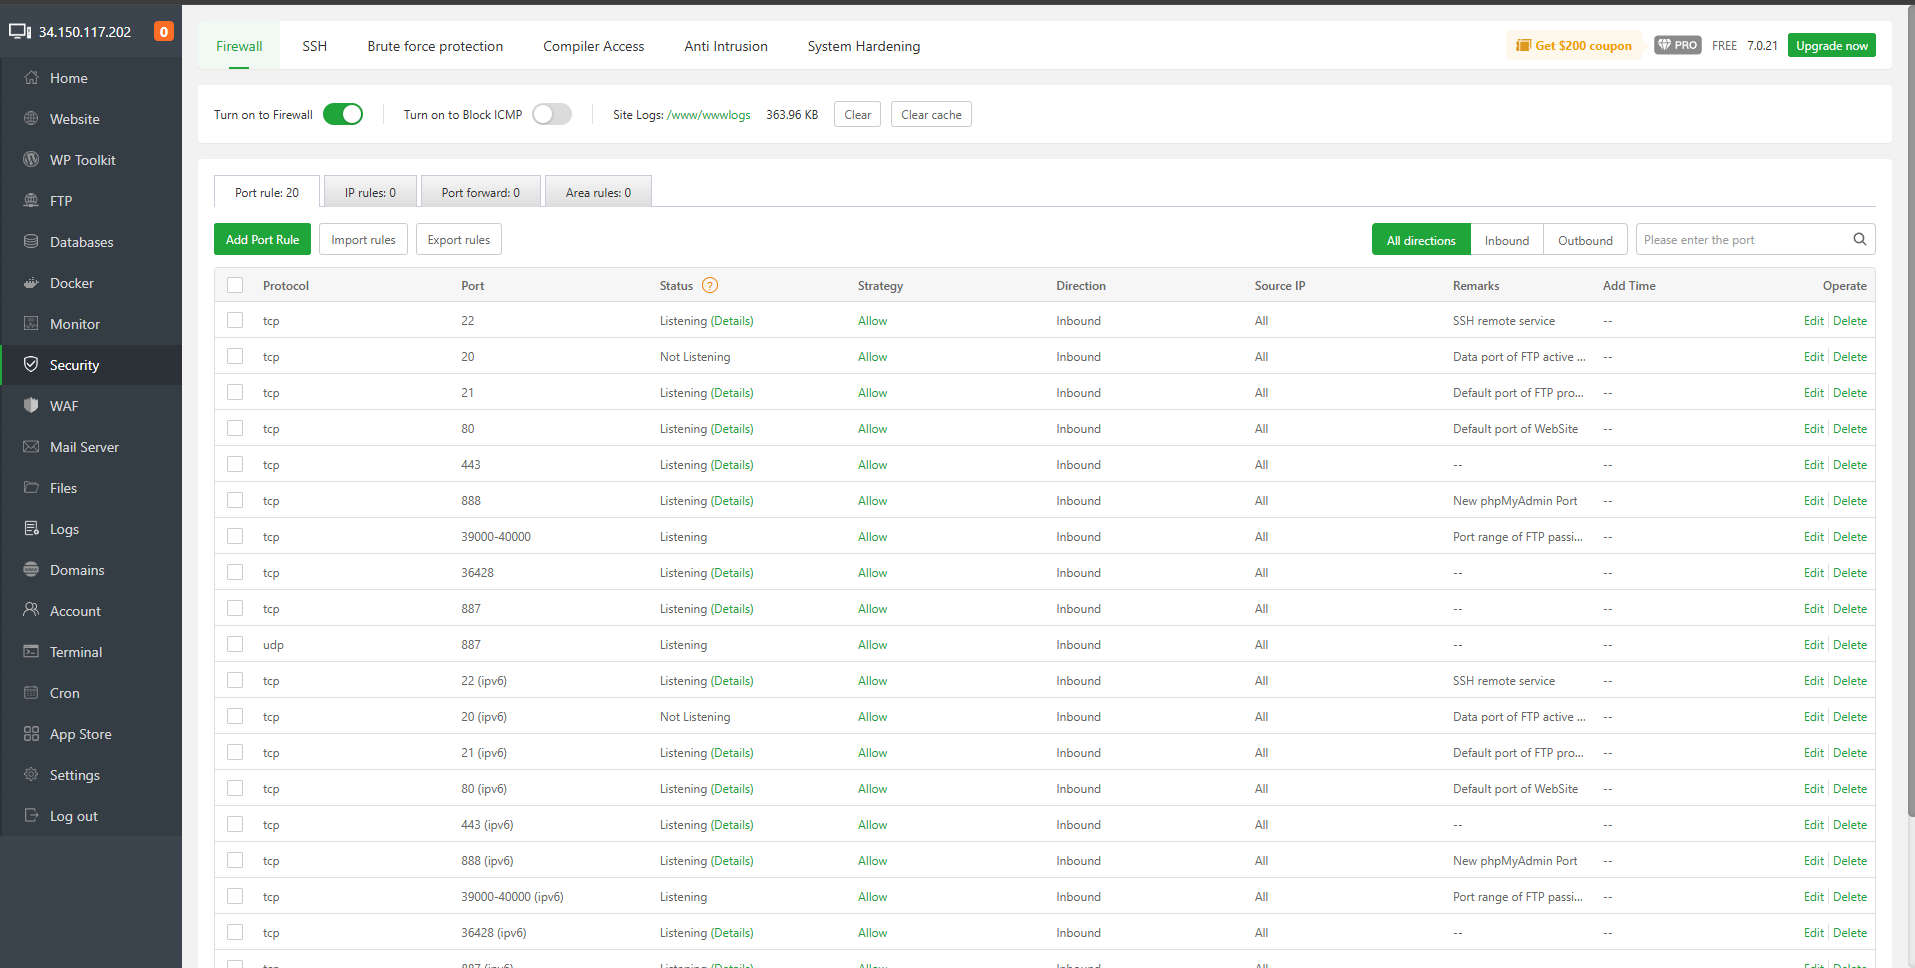 34.150.117.202 0
Home
Website
WP Toolkit
FTP
Databases
Docker
Monitor
Security
WAF
Mail Server
Files
Logs
Domains
Account
Terminal
Cron
App Store
Settings
Log out
Firewall SSH Brute force protection Compiler Access Anti Intrusion System Hardening Get $200 coupon PRO FREE 7.0.21 Upgrade now
Turn on to Firewall Turn on to Block ICMP Site Logs: /www/wwwlogs 363.96 KB Clear Clear cache
Port rule: 20 IP rules: 0 Port forward: 0 Area rules: 0
Add Port Rule Import rules Export rules All directions Inbound Outbound Please enter the port
Protocol Port Status ? Strategy Direction Source IP Remarks Add Time Operate
tcp 22 Listening (Details) Allow Inbound All SSH remote service -- Edit Delete
tcp 20 Not Listening Allow Inbound All Data port of FTP active ... -- Edit Delete
tcp 21 Listening (Details) Allow Inbound All Default port of FTP pro... -- Edit Delete
tcp 80 Listening (Details) Allow Inbound All Default port of WebSite -- Edit Delete
tcp 443 Listening (Details) Allow Inbound All -- -- Edit Delete
tcp 888 Listening (Details) Allow Inbound All New phpMyAdmin Port -- Edit Delete
tcp 39000-40000 Listening Allow Inbound All Port range of FTP passi... -- Edit Delete
tcp 36428 Listening (Details) Allow Inbound All -- -- Edit Delete
tcp 887 Listening (Details) Allow Inbound All -- -- Edit Delete
udp 887 Listening Allow Inbound All -- -- Edit Delete
tcp 22 (ipv6) Listening (Details) Allow Inbound All SSH remote service -- Edit Delete
tcp 20 (ipv6) Not Listening Allow Inbound All Data port of FTP active ... -- Edit Delete
tcp 21 (ipv6) Listening (Details) Allow Inbound All Default port of FTP pro... -- Edit Delete
tcp 80 (ipv6) Listening (Details) Allow Inbound All Default port of WebSite -- Edit Delete
tcp 443 (ipv6) Listening (Details) Allow Inbound All -- -- Edit Delete
tcp 888 (ipv6) Listening (Details) Allow Inbound All New phpMyAdmin Port -- Edit Delete
tcp 39000-40000 (ipv6) Listening Allow Inbound All Port range of FTP passi... -- Edit Delete
tcp 36428 (ipv6) Listening (Details) Allow Inbound All -- -- Edit Delete